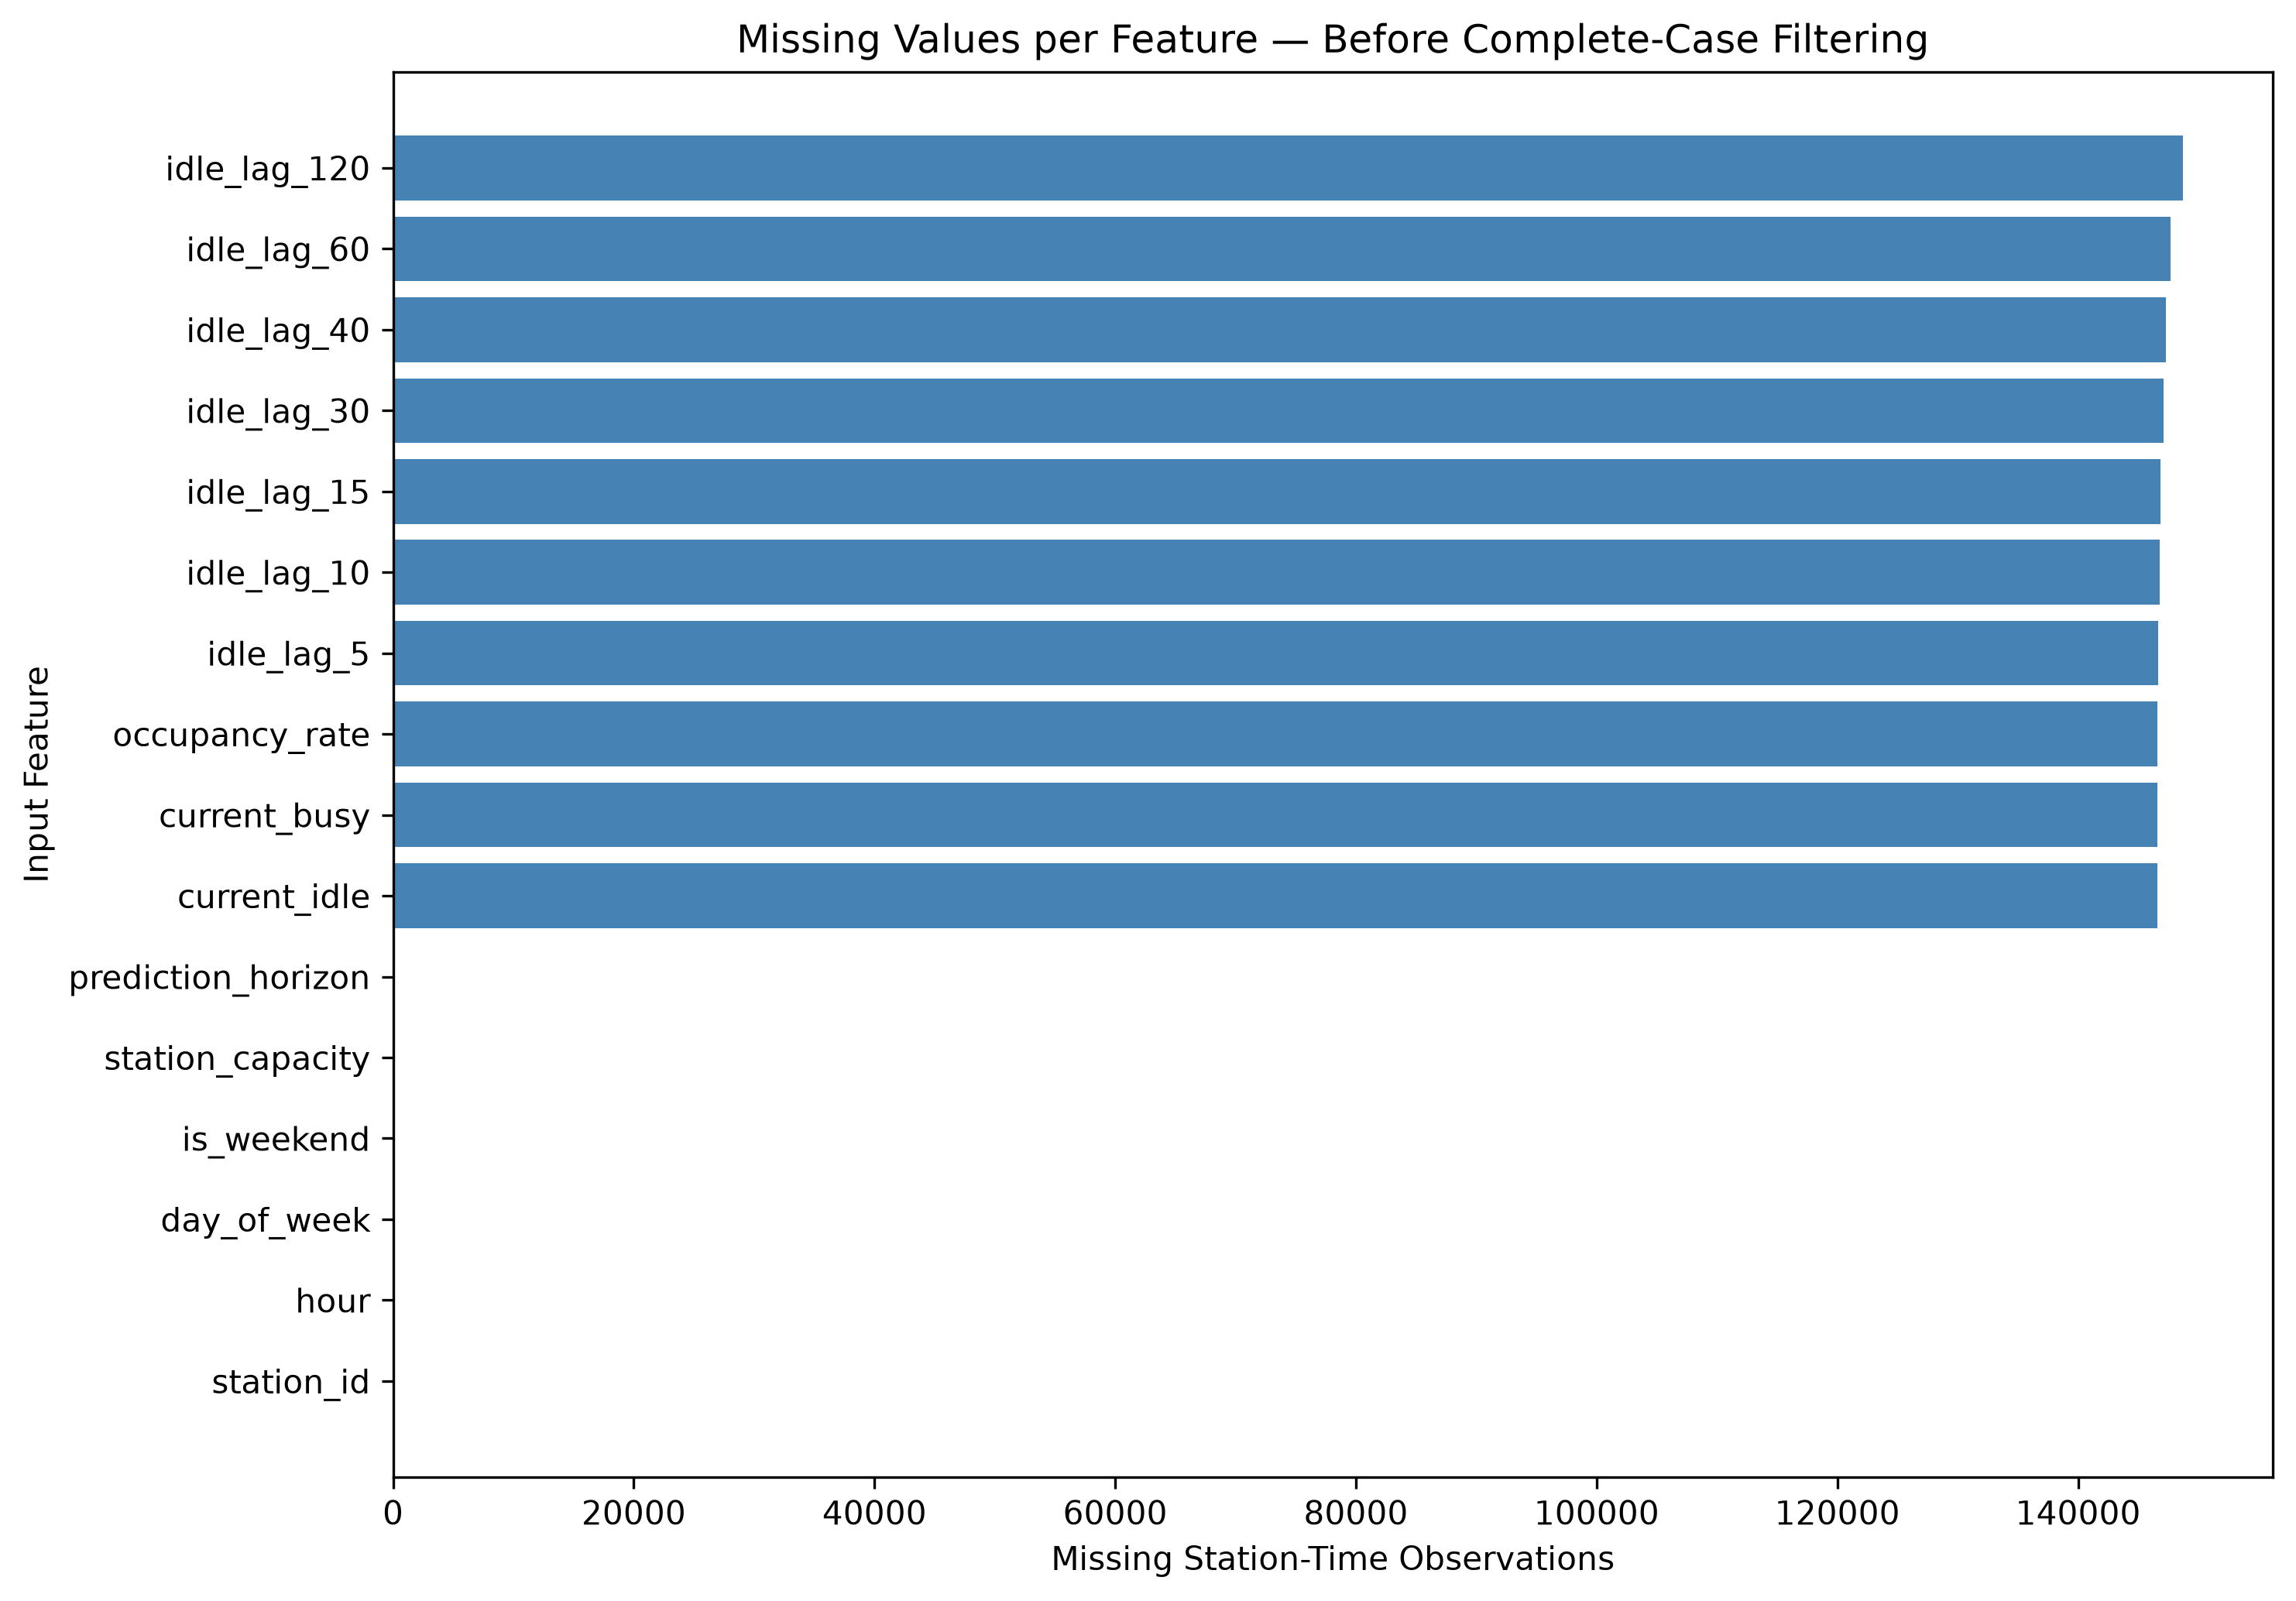 Missing Values per Feature — Before Complete-Case Filtering
idle_lag_120
idle_lag_60
idle_lag_40
idle_lag_30
idle_lag_15
idle_lag_10
idle_lag_5
occupancy_rate
current_busy
current_idle
prediction_horizon
station_capacity
is_weekend
day_of_week
hour
station_id
Input Feature
0 20000 40000 60000 80000 100000 120000 140000
Missing Station-Time Observations